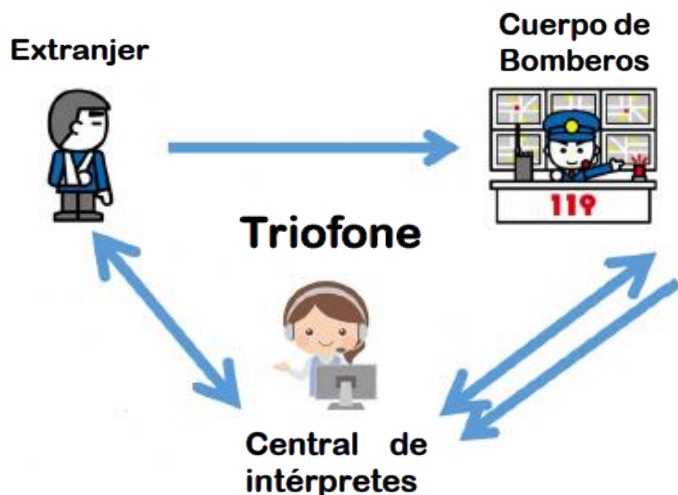 Extranjer
Cuerpo de
Bomberos
119
Triofone
Central de
intérpretes